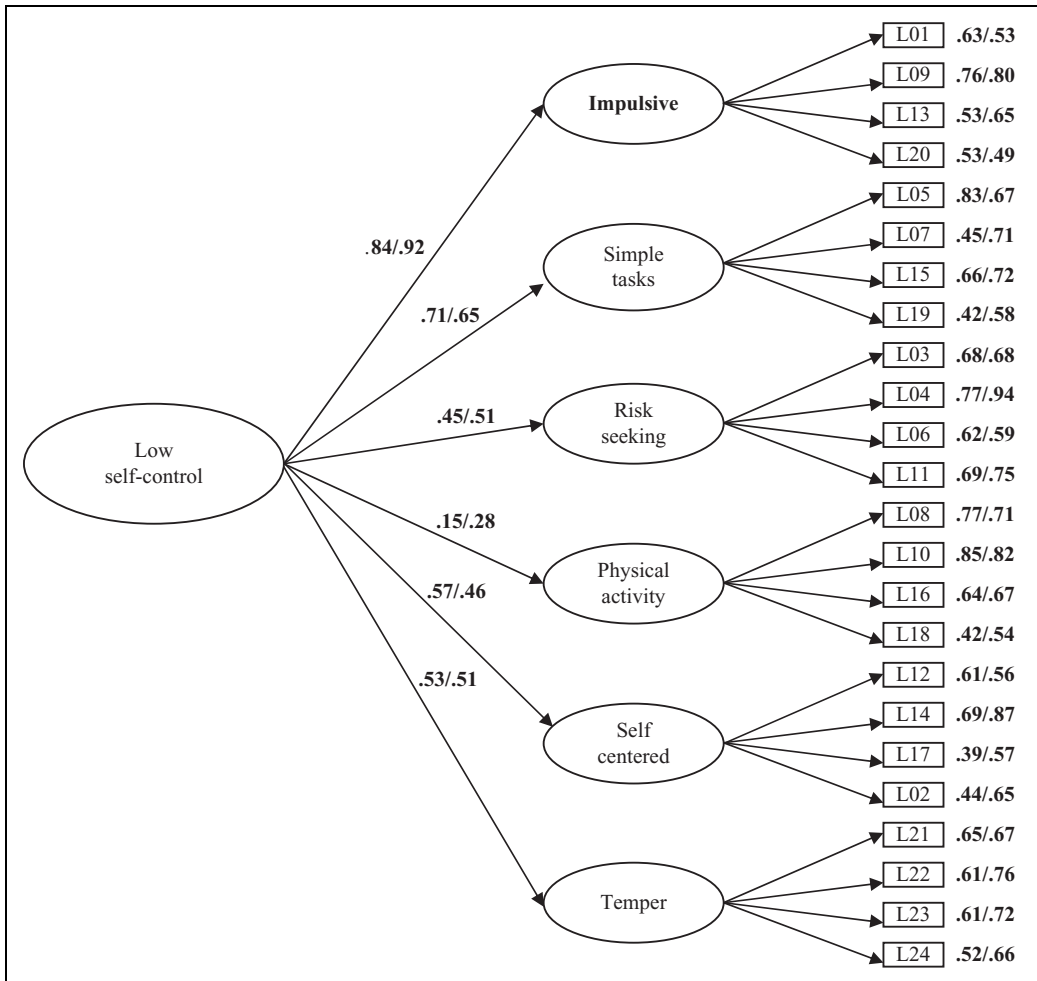 L01 .63/.53
L09 .76/.80
Impulsive
L13 .53/.65
L20 .53/.49
L05 .83/.67
.84/.92
L07 .45/.71
Simple
tasks
L15 .66/.72
.71/.65
L19 .42/.58
L03 .68/.68
L04 .77/.94
.45/.51
Risk
seeking
L06 .62/.59
Low
self-control
L11 .69/.75
L08 .77/.71
.15/.28
L10 .85/.82
Physical
activity
L16 .64/.67
.57/.46
L18 .42/.54
L12 .61/.56
.53/.51
L14 .69/.87
Self
centered
L17 .39/.57
L02 .44/.65
L21 .65/.67
L22 .61/.76
Temper
L23 .61/.72
L24 .52/.66